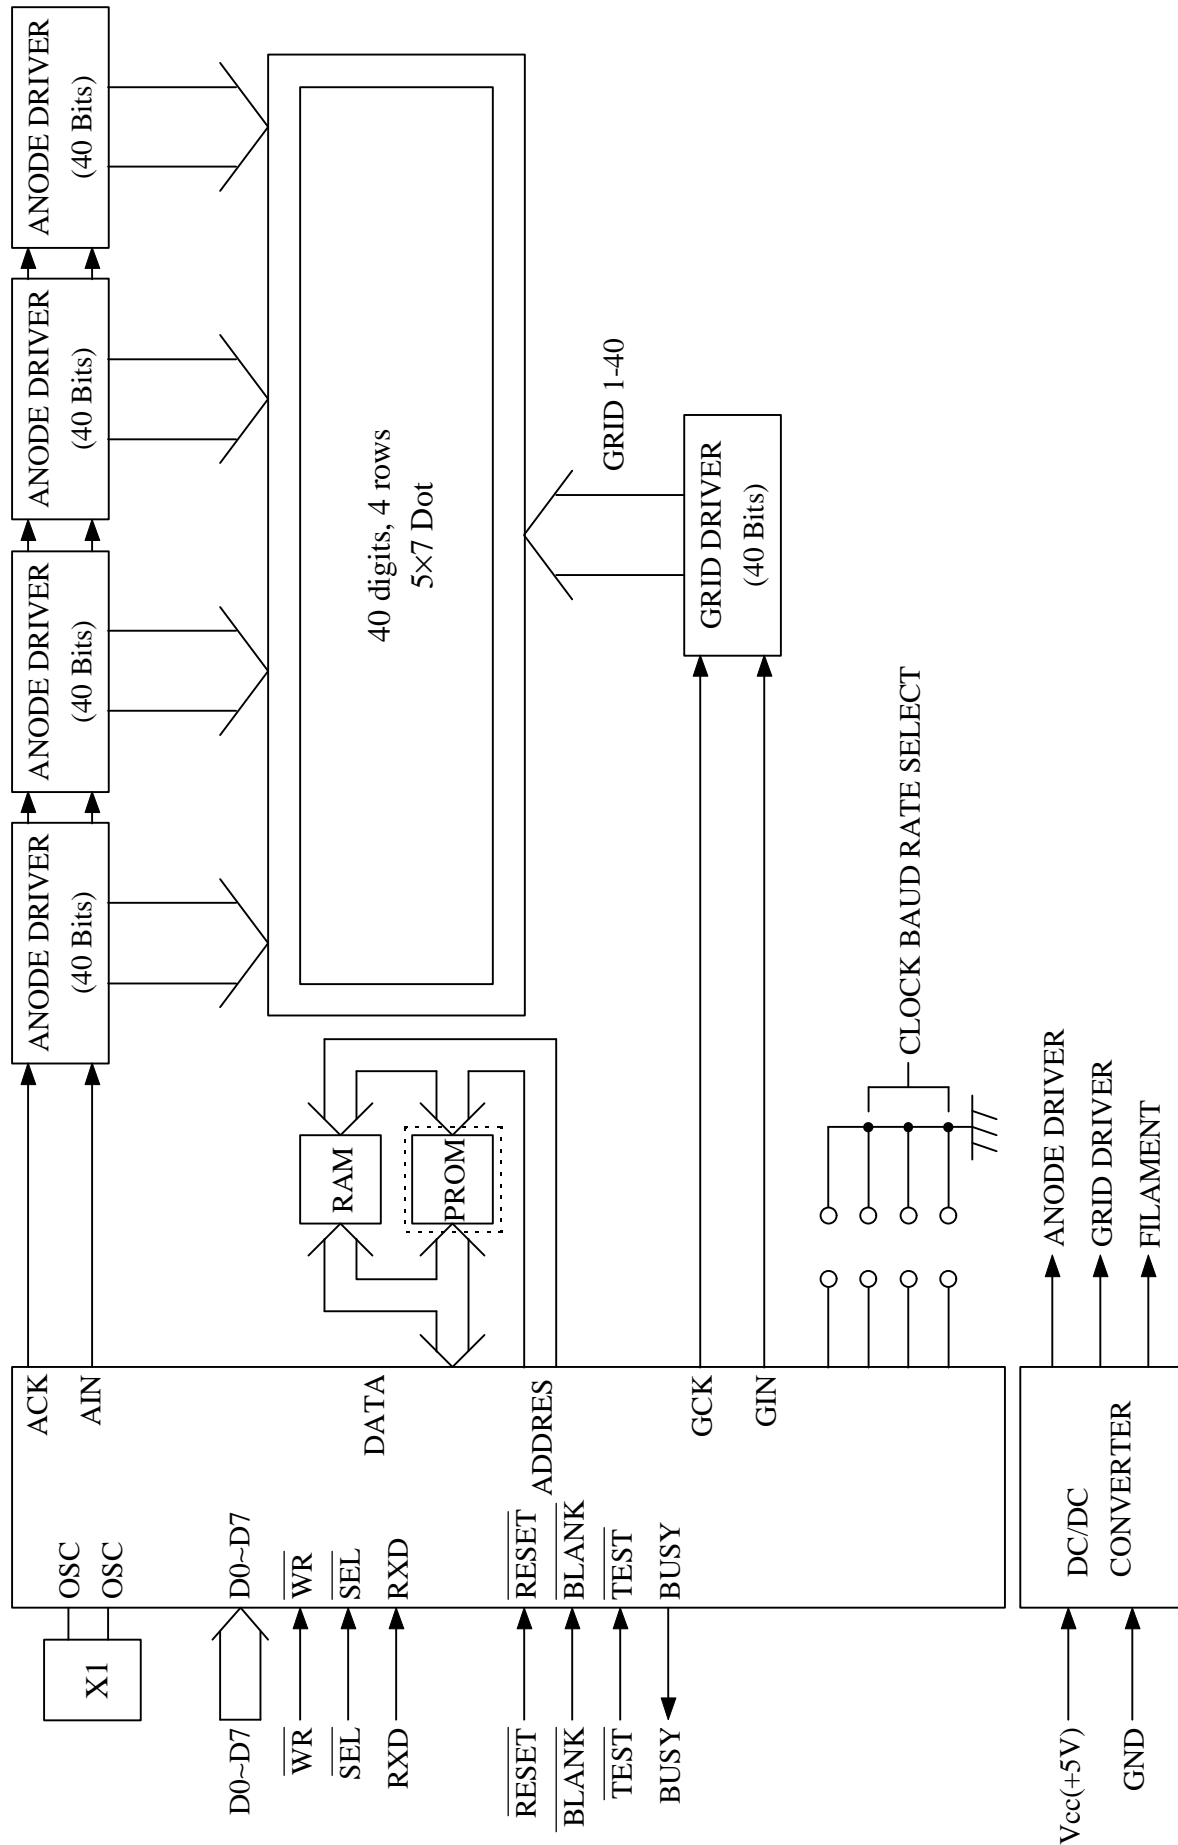 X1
OSC
OSC
D0~D7
D0~D7
WR
WR
SEL
SEL
RXD
RXD
RESET
RESET
BLANK
BLANK
TEST
TEST
BUSY
BUSY
ACK
AIN
DATA
ADDRES
GCK
GIN
RAM
PROM
ANODE DRIVER
(40 Bits)
ANODE DRIVER
(40 Bits)
ANODE DRIVER
(40 Bits)
ANODE DRIVER
(40 Bits)
40 digits, 4 rows
5×7 Dot
GRID 1-40
GRID DRIVER
(40 Bits)
CLOCK BAUD RATE SELECT
Vcc(+5V)
GND
DC/DC
CONVERTER
ANODE DRIVER
GRID DRIVER
FILAMENT